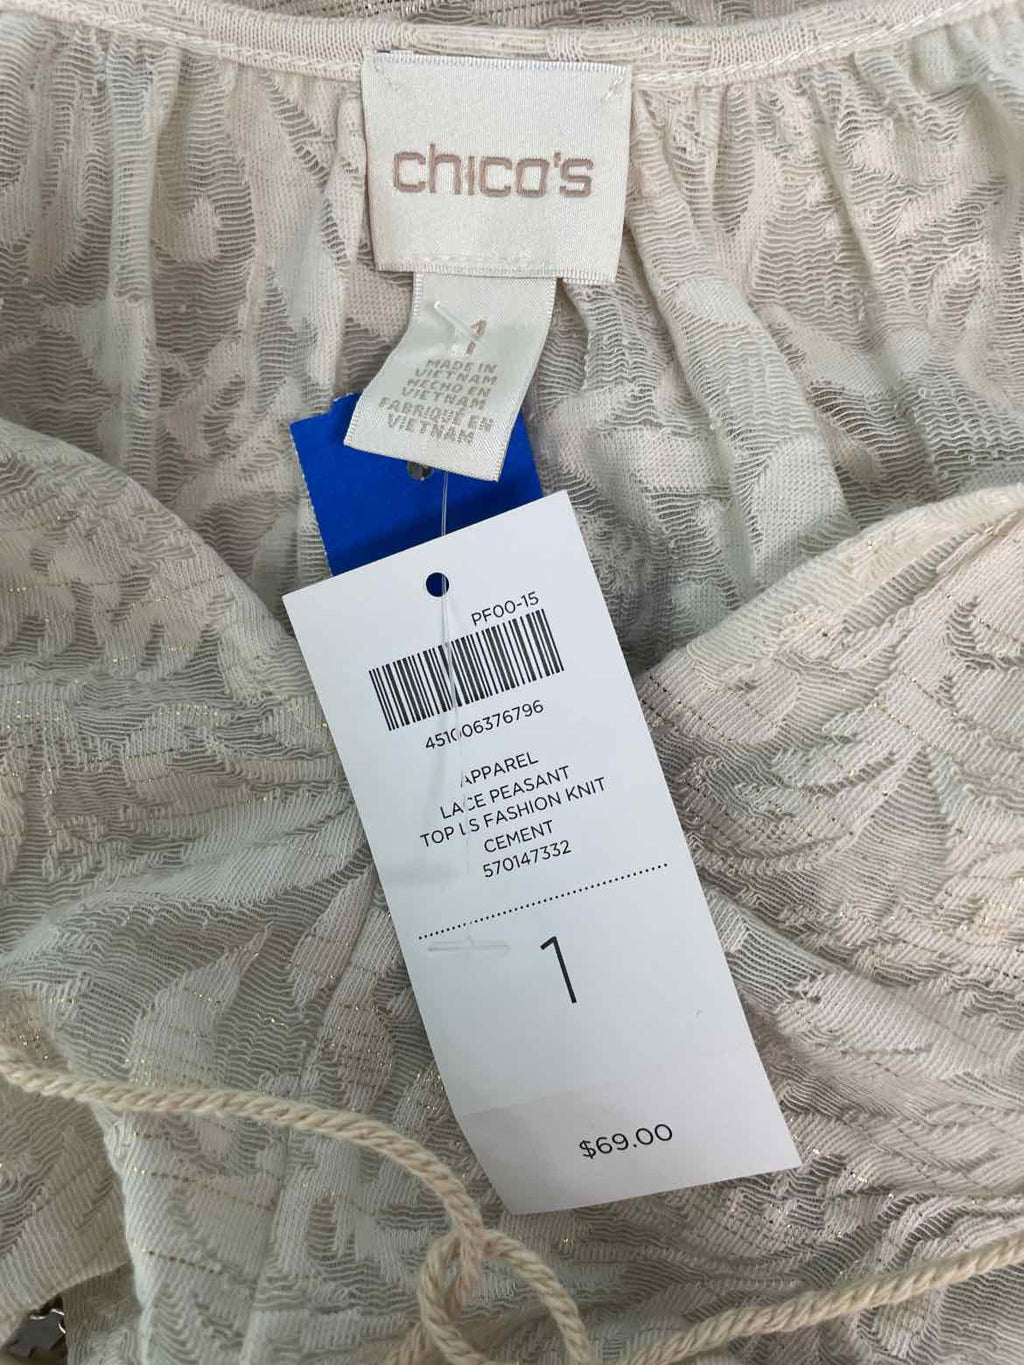 chico's
1
MADE IN
VIETNAM
HECHO EN
VIETNAM
FABRIQUÉ EN
VIETNAM
PF00-15
451006376796
APPAREL
LACE PEASANT
TOP LS FASHION KNIT
CEMENT
570147332
1
$69.00